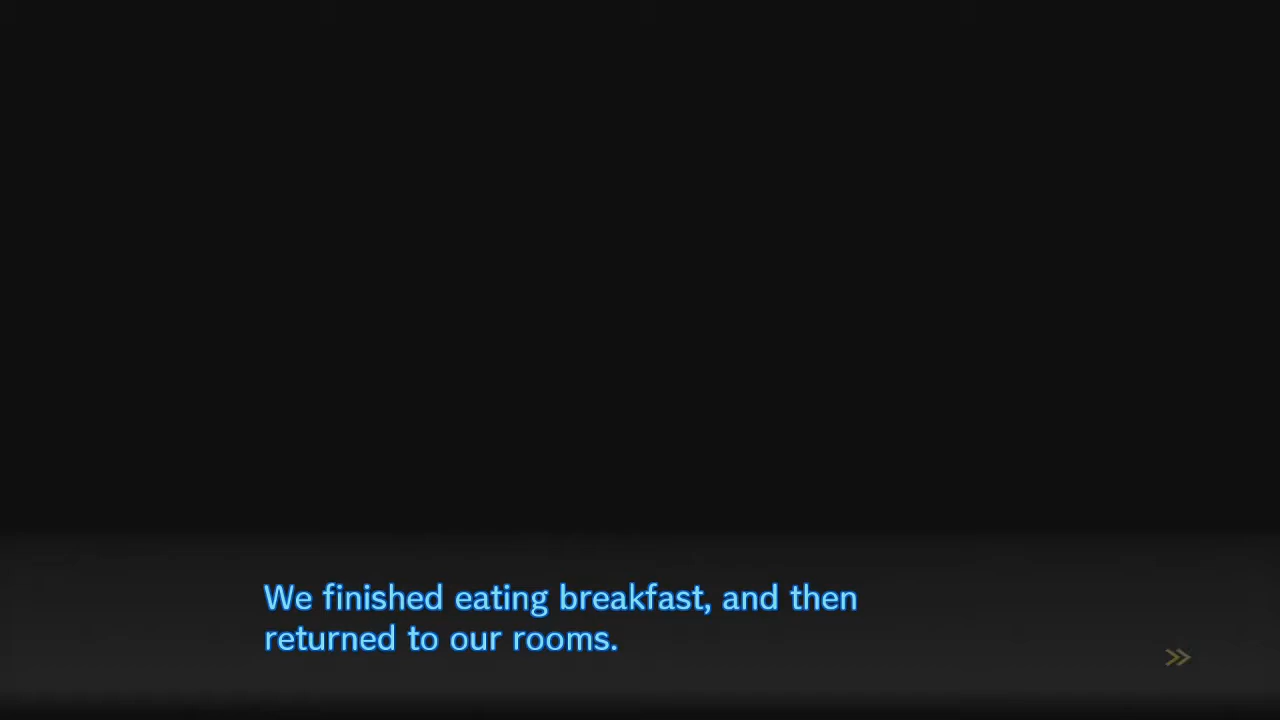 We finished eating breakfast, and then
returned to our rooms.